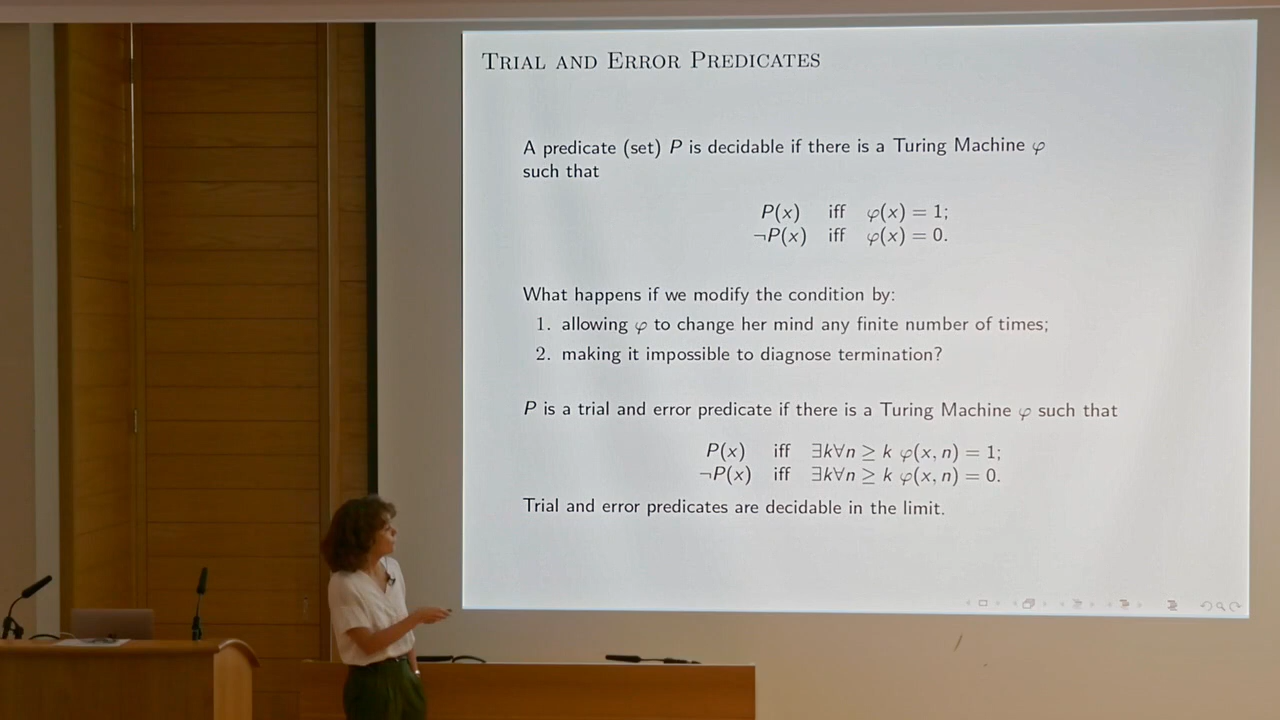 TRIAL AND ERROR PREDICATES
A predicate (set) P is decidable if there is a Turing Machine φ
such that
P(x) iff φ(x) = 1;
¬P(x) iff φ(x) = 0.
What happens if we modify the condition by:
1. allowing φ to change her mind any finite number of times;
2. making it impossible to diagnose termination?
P is a trial and error predicate if there is a Turing Machine φ such that
P(x) iff ∃k∀n ≥ k φ(x, n) = 1;
¬P(x) iff ∃k∀n ≥ k φ(x, n) = 0.
Trial and error predicates are decidable in the limit.